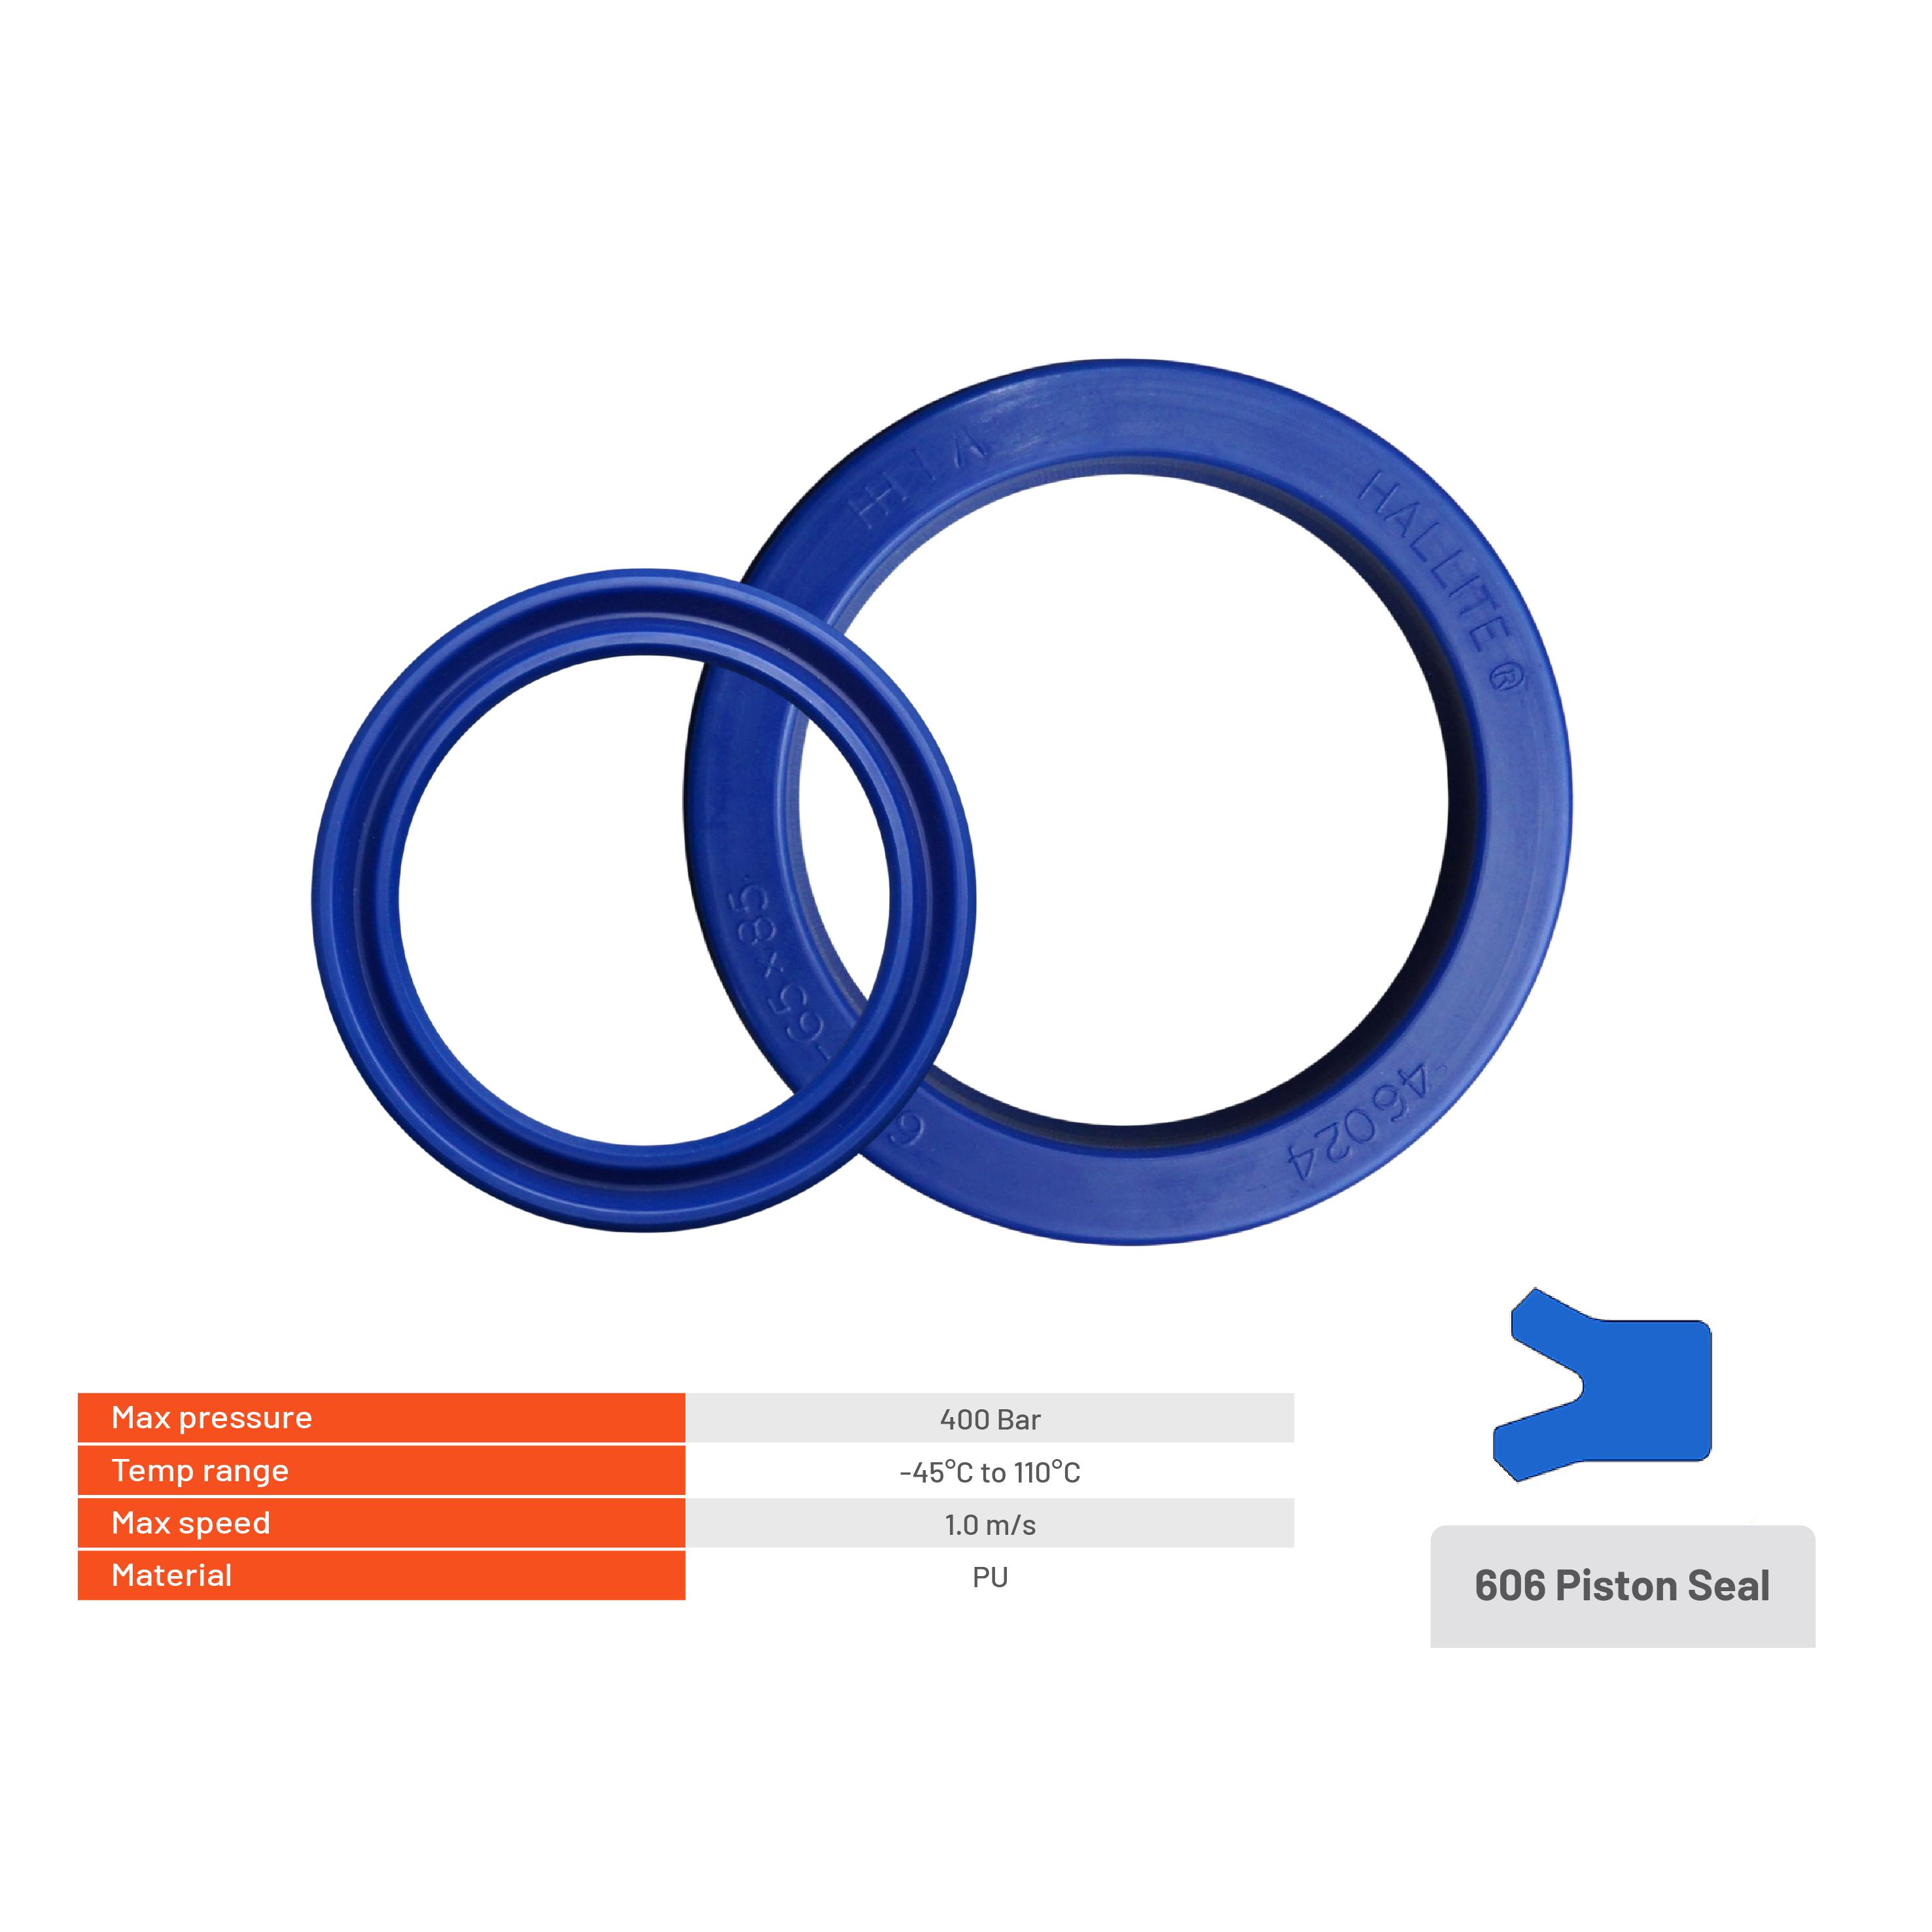 HALLITE ®
65 x 85
46024
Max pressure 400 Bar
Temp range -45°C to 110°C
Max speed 1.0 m/s
Material PU
606 Piston Seal